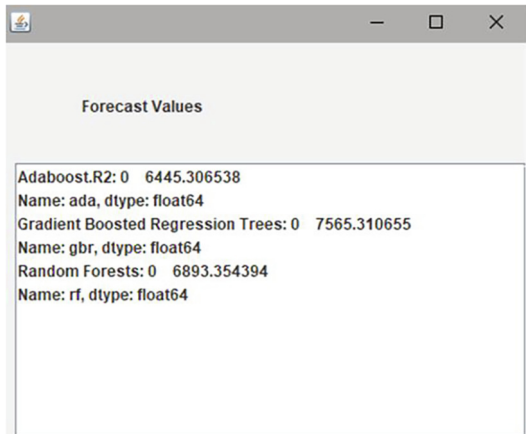 Forecast Values
Adaboost.R2: 0 6445.306538
Name: ada, dtype: float64
Gradient Boosted Regression Trees: 0 7565.310655
Name: gbr, dtype: float64
Random Forests: 0 6893.354394
Name: rf, dtype: float64